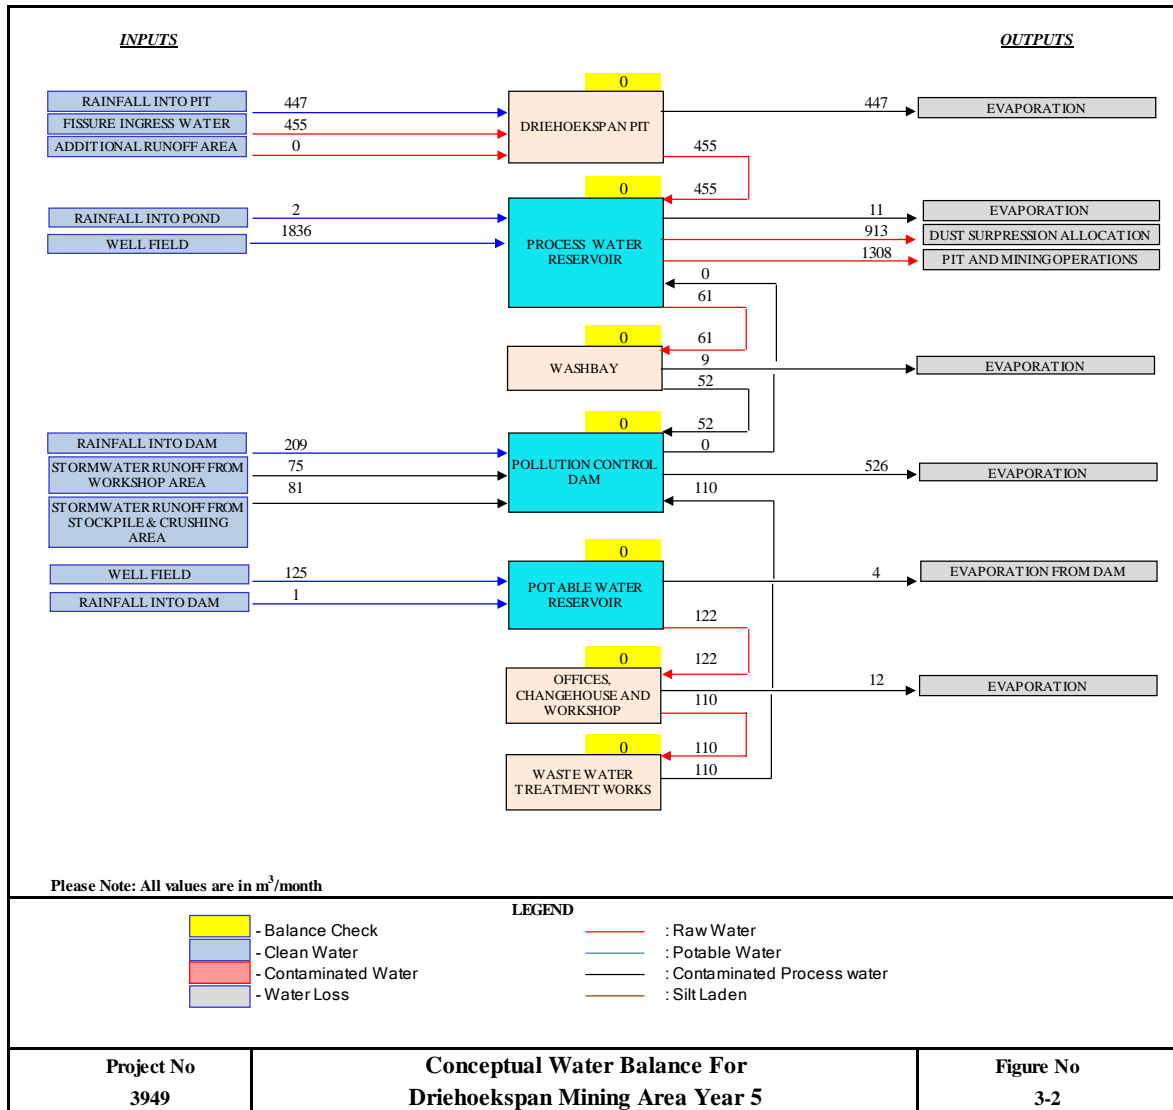 INPUTS
OUTPUTS
0
RAINFALL INTO PIT
447
447
EVAPORATION
FISSURE INGRESS WATER
455
DRIEHOEKSPAN PIT
ADDITIONAL RUNOFF AREA
0
455
0
455
RAINFALL INTO POND
2
11
EVAPORATION
WELL FIELD
1836
PROCESS WATER
RESERVOIR
913
DUST SURPRESSION ALLOCATION
1308
PIT AND MINING OPERATIONS
0
61
0
61
WASHBAY
9
EVAPORATION
52
0
52
RAINFALL INTO DAM
209
0
STORMWATER RUNOFF FROM
WORKSHOP AREA
75
POLLUTION CONTROL
DAM
526
EVAPORATION
81
110
STORMWATER RUNOFF FROM
STOCKPILE & CRUSHING
AREA
0
WELL FIELD
125
POTABLE WATER
RESERVOIR
4
EVAPORATION FROM DAM
RAINFALL INTO DAM
1
122
0
122
OFFICES,
CHANGEHOUSE AND
WORKSHOP
12
EVAPORATION
110
0
110
WASTE WATER
TREATMENT WORKS
110
Please Note: All values are in m³/month
LEGEND
- Balance Check
: Raw Water
- Clean Water
: Potable Water
- Contaminated Water
: Contaminated Process water
- Water Loss
: Silt Laden
Project No
3949
Conceptual Water Balance For
Driehoekspan Mining Area Year 5
Figure No
3-2